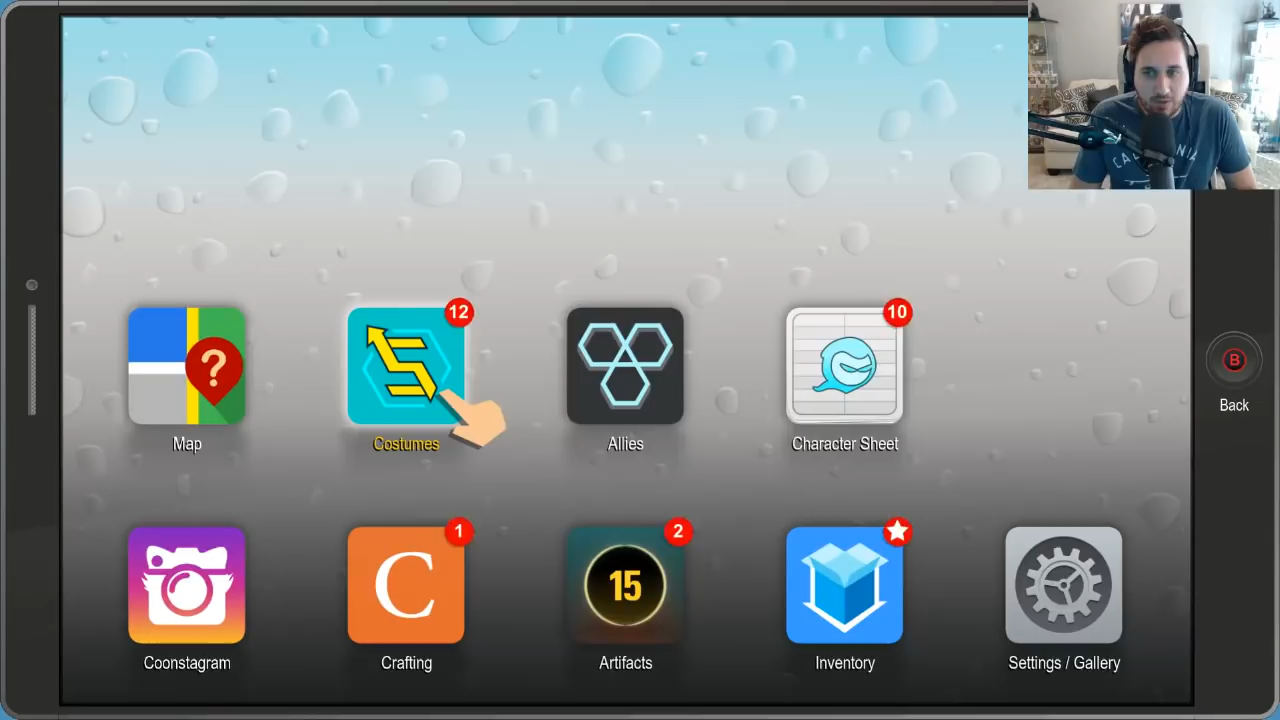 12
10
?
B
Back
Map
Costumes
Allies
Character Sheet
1
2
C
15
Coonstagram
Crafting
Artifacts
Inventory
Settings / Gallery